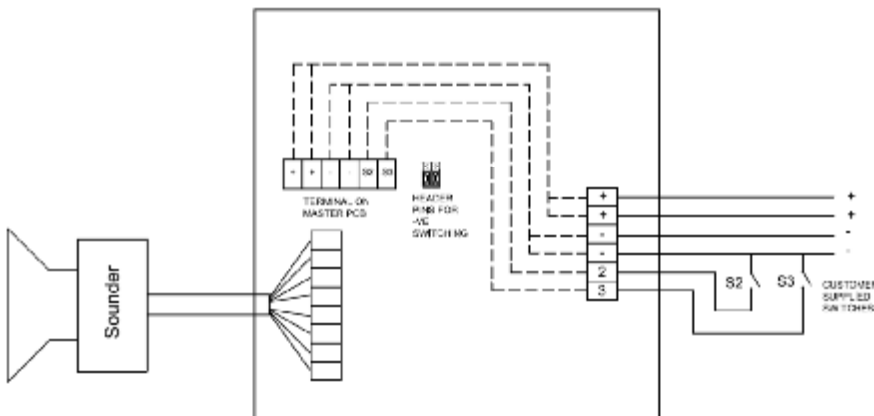 + + - - S2 S3
TERMINAL ON
MASTER PCB
HEADER
PINS FOR
-VE
SWITCHING
+
+
-
-
2
3
+
+
-
-
S2
S3
CUSTOMER
SUPPLIED
SWITCHES
Sounder